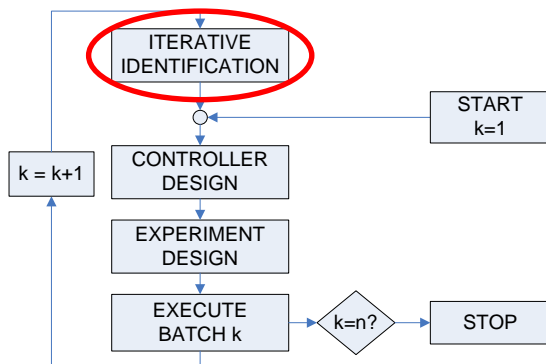 ITERATIVE
IDENTIFICATION
START
k=1
k = k+1
CONTROLLER
DESIGN
EXPERIMENT
DESIGN
EXECUTE
BATCH k
k=n?
STOP